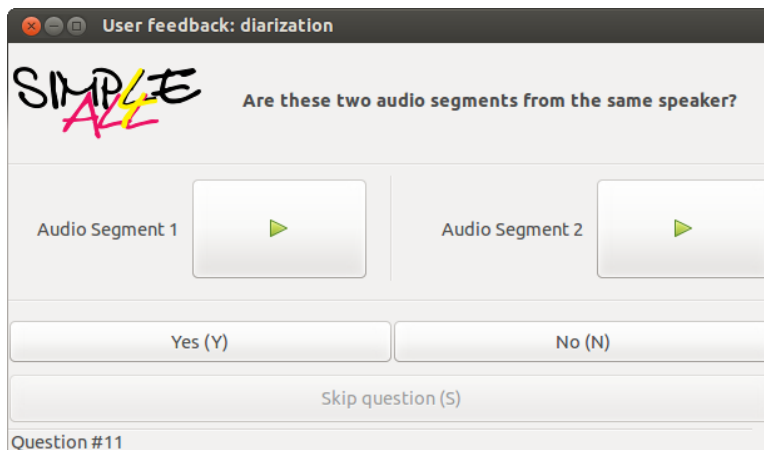 User feedback: diarization
SIMPLE
4
ALL
Are these two audio segments from the same speaker?
Audio Segment 1
Audio Segment 2
Yes (Y)
No (N)
Skip question (S)
Question #11